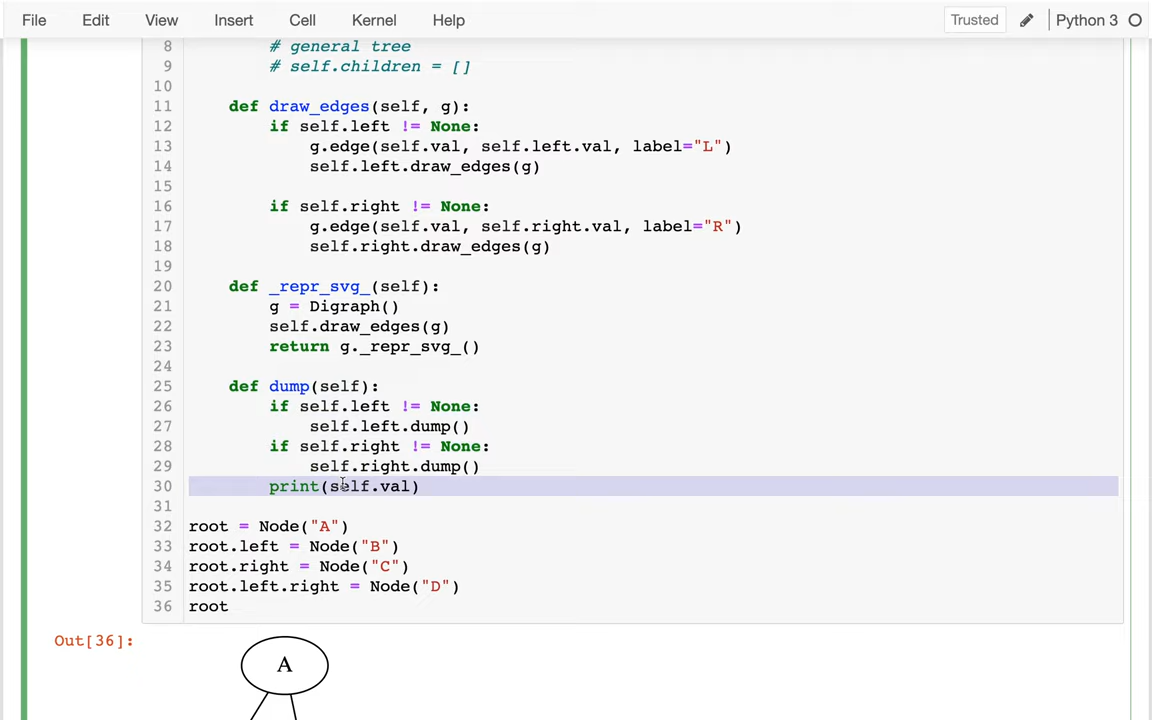 File Edit View Insert Cell Kernel Help Trusted Python 3
8 # general tree
9 # self.children = []
10
11 def draw_edges(self, g):
12 if self.left != None:
13 g.edge(self.val, self.left.val, label="L")
14 self.left.draw_edges(g)
15
16 if self.right != None:
17 g.edge(self.val, self.right.val, label="R")
18 self.right.draw_edges(g)
19
20 def _repr_svg_(self):
21 g = Digraph()
22 self.draw_edges(g)
23 return g._repr_svg_()
24
25 def dump(self):
26 if self.left != None:
27 self.left.dump()
28 if self.right != None:
29 self.right.dump()
30 print(self.val)
31
32 root = Node("A")
33 root.left = Node("B")
34 root.right = Node("C")
35 root.left.right = Node("D")
36 root
Out[36]:
A